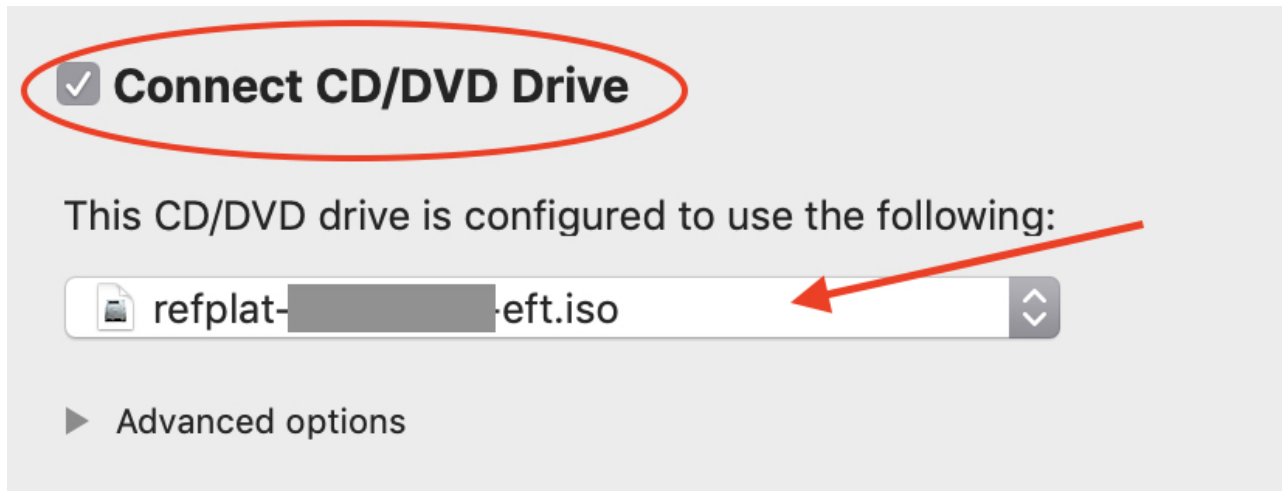 Connect CD/DVD Drive
This CD/DVD drive is configured to use the following:
refplat- -eft.iso
Advanced options